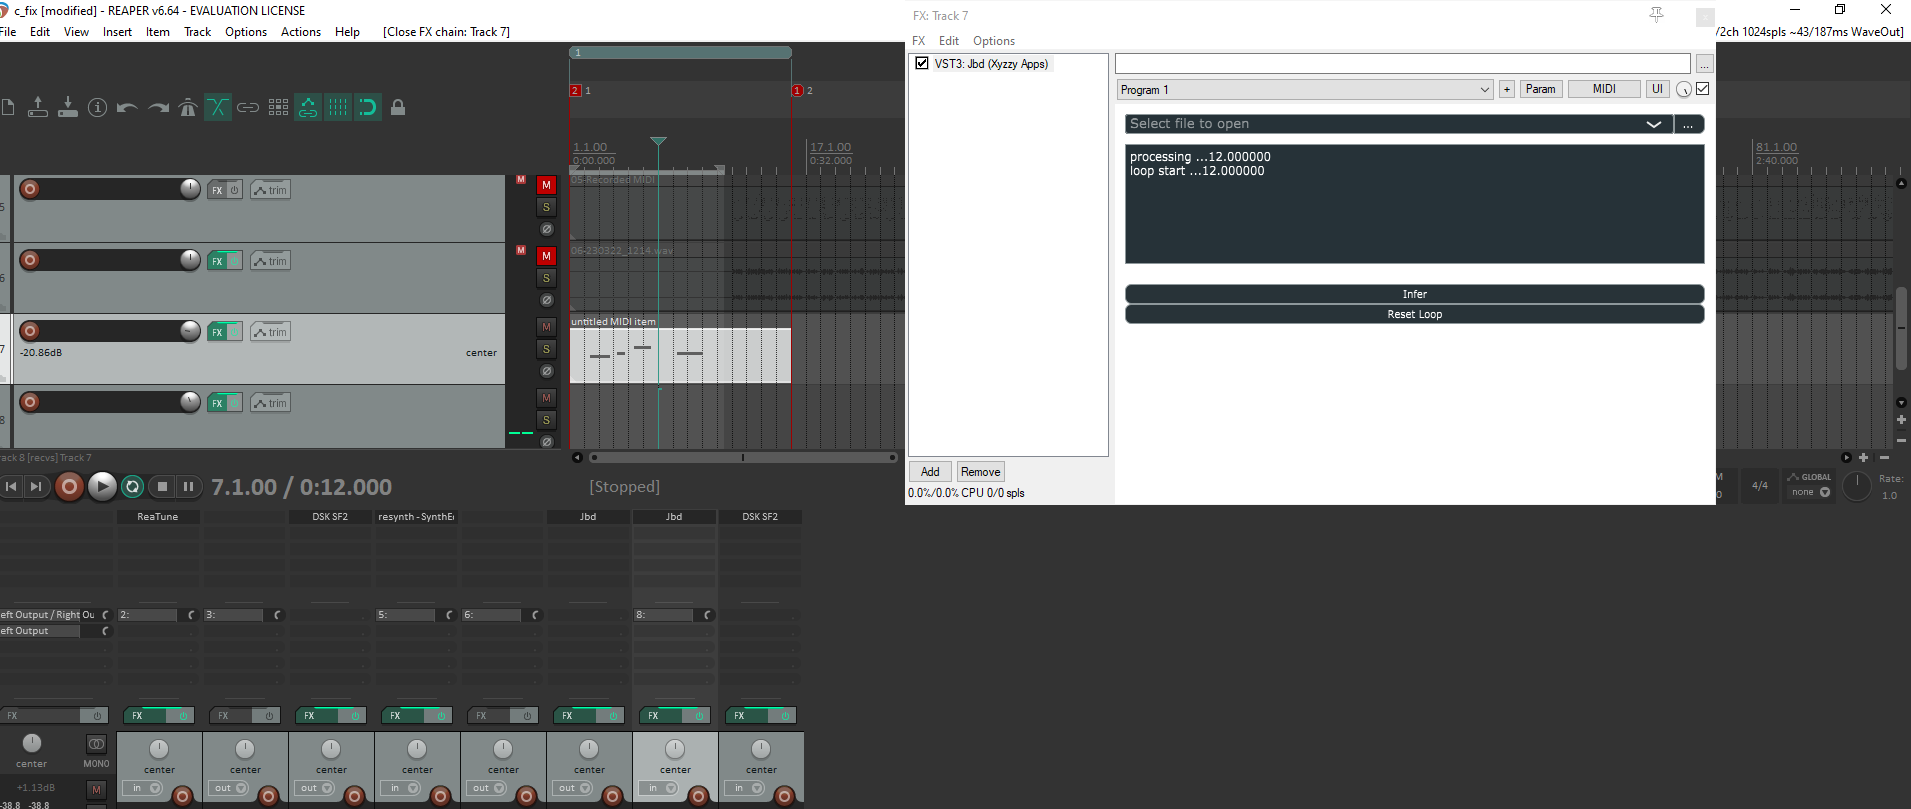 c_fix [modified] - REAPER v6.64 - EVALUATION LICENSE
File Edit View Insert Item Track Options Actions Help [Close FX chain: Track 7]
/2ch 1024spls ~43/187ms WaveOut]
FX: Track 7
FX Edit Options
VST3: Jbd (Xyzzy Apps)
...
Program 1
+ Param MIDI UI
Select file to open
...
processing ...12.000000
loop start ...12.000000
Infer
Reset Loop
Add Remove
0.0%/0.0% CPU 0/0 spls
1
2 1
1 2
1.1.00
0:00.000
17.1.00
0:32.000
81.1.00
2:40.000
5
FX trim
M
M
S
05-Recorded MIDI
6
FX trim
M
M
S
06-230322_1214.wav
7
FX trim
M
S
-20.86dB
center
untitled MIDI item
8
FX trim
M
S
rack 8 [recvs] Track 7
7.1.00 / 0:12.000
[Stopped]
M
0
4/4
GLOBAL
none
Rate:
1.0
ReaTune
DSK SF2
resynth - SynthE
Jbd
Jbd
DSK SF2
eft Output / Right Ou
2:
3:
5:
6:
8:
eft Output
FX FX FX FX FX FX FX FX FX
center
MONO
center center center center center center center center
+1.13dB
M
in out out in out out in in
-38.8 -38.8